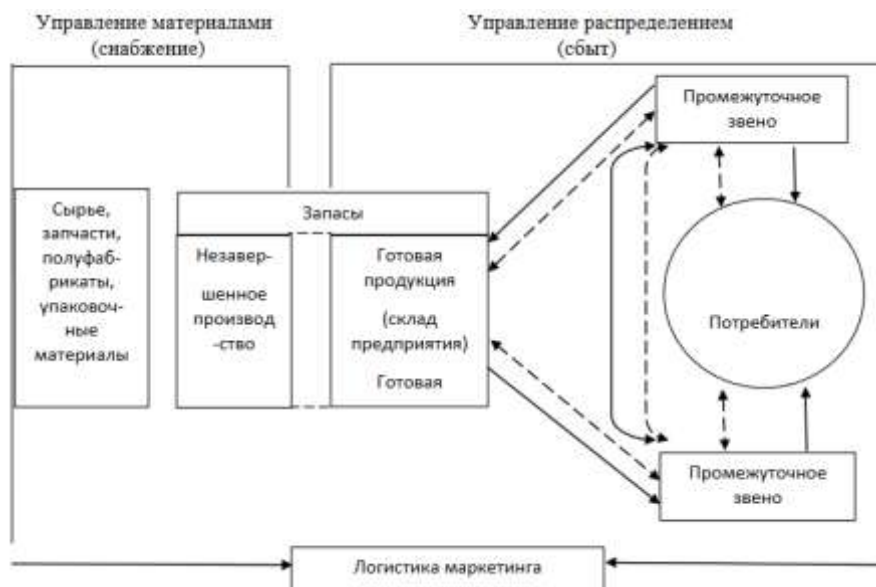 Управление материалами
(снабжение)
Управление распределением
(сбыт)
Промежуточное
звено
Сырье,
запчасти,
полуфаб-
рикаты,
упаковоч-
ные
материалы
Запасы
Незавер-
шенное
производ
-ство
Готовая
продукция
(склад
предприятия)
Готовая
Потребители
Промежуточное
звено
Логистика маркетинга